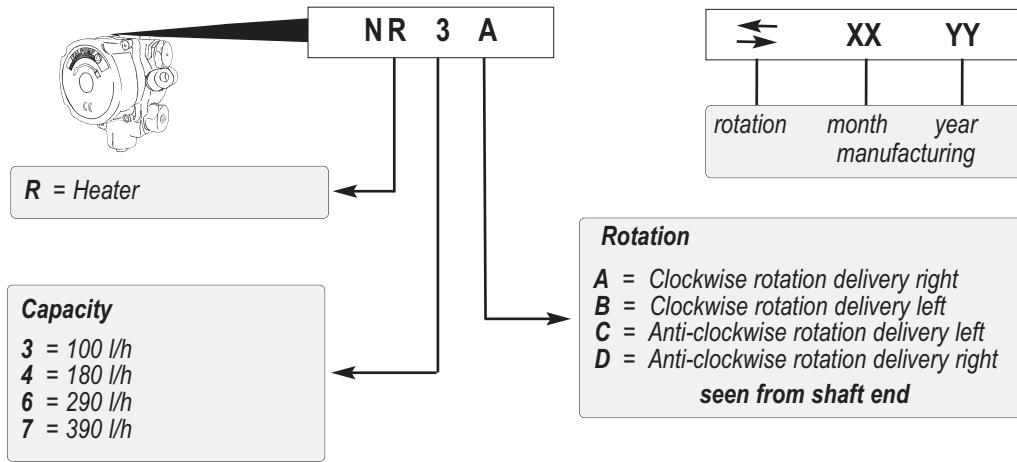 NR 3 A
XX YY
rotation month year
manufacturing
R = Heater
Capacity
3 = 100 l/h
4 = 180 l/h
6 = 290 l/h
7 = 390 l/h
Rotation
A = Clockwise rotation delivery right
B = Clockwise rotation delivery left
C = Anti-clockwise rotation delivery left
D = Anti-clockwise rotation delivery right
seen from shaft end